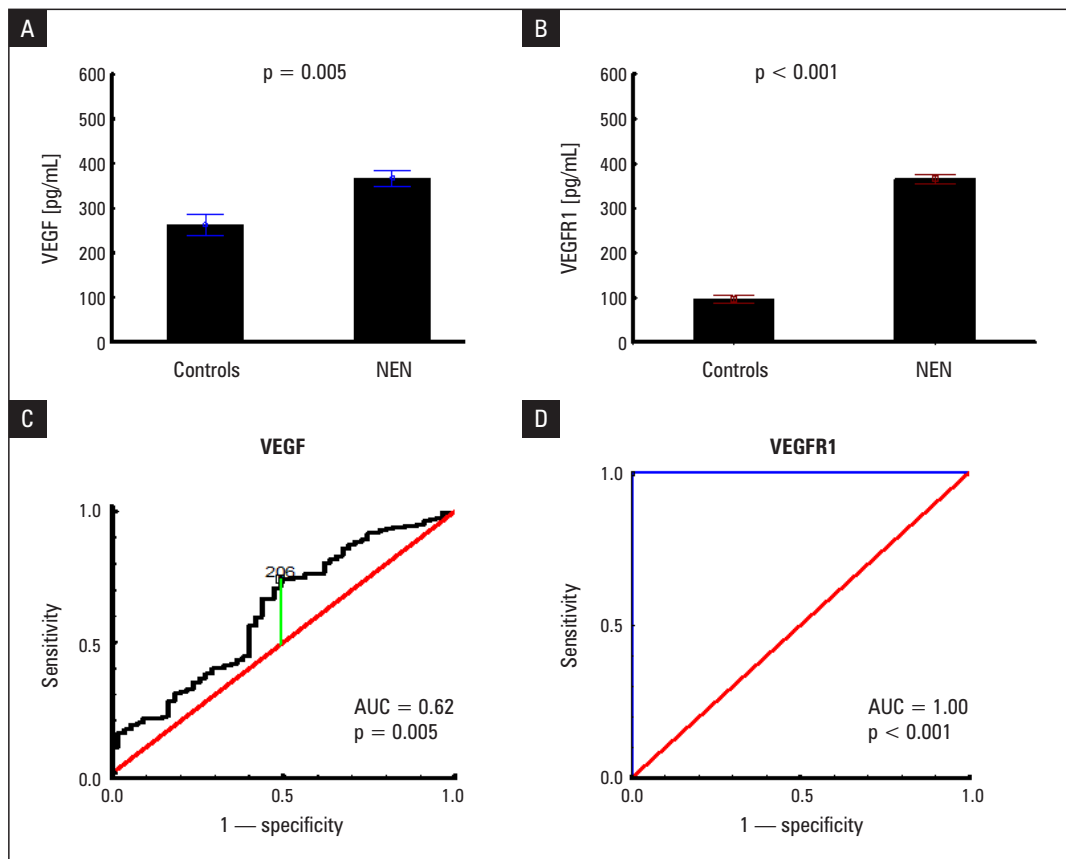 A
p = 0.005
VEGF [pg/mL]
600
500
400
300
200
100
0
Controls NEN
B
p < 0.001
VEGFR1 [pg/mL]
600
500
400
300
200
100
0
Controls NEN
C
VEGF
Sensitivity
1.0
0.5
0.0
206
AUC = 0.62
p = 0.005
0.0 0.5 1.0
1 — specificity
D
VEGFR1
Sensitivity
1.0
0.5
0.0
AUC = 1.00
p < 0.001
0.0 0.5 1.0
1 — specificity